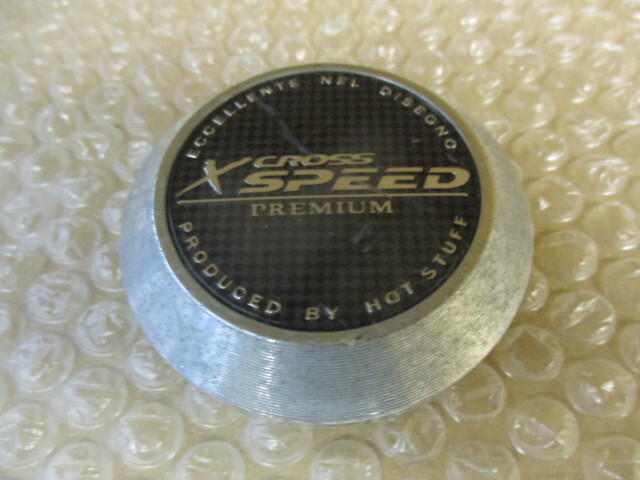 ECCELLENTE NEL DISEGNO.
CROSS
X SPEED
PREMIUM
PRODUCED BY HOT STUFF